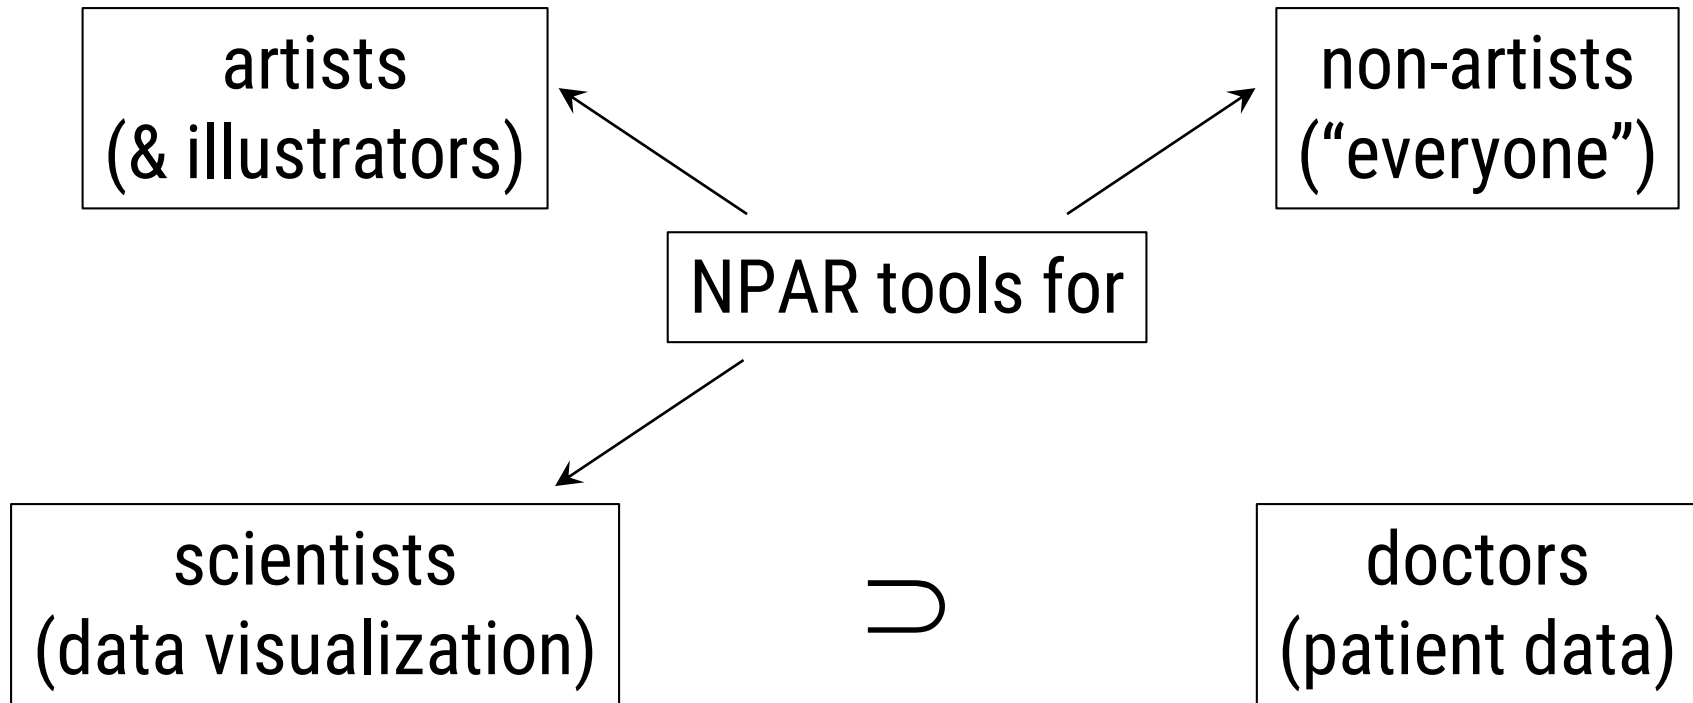 artists
(& illustrators)
non-artists
(“everyone”)
NPAR tools for
scientists
(data visualization)
⊃
doctors
(patient data)